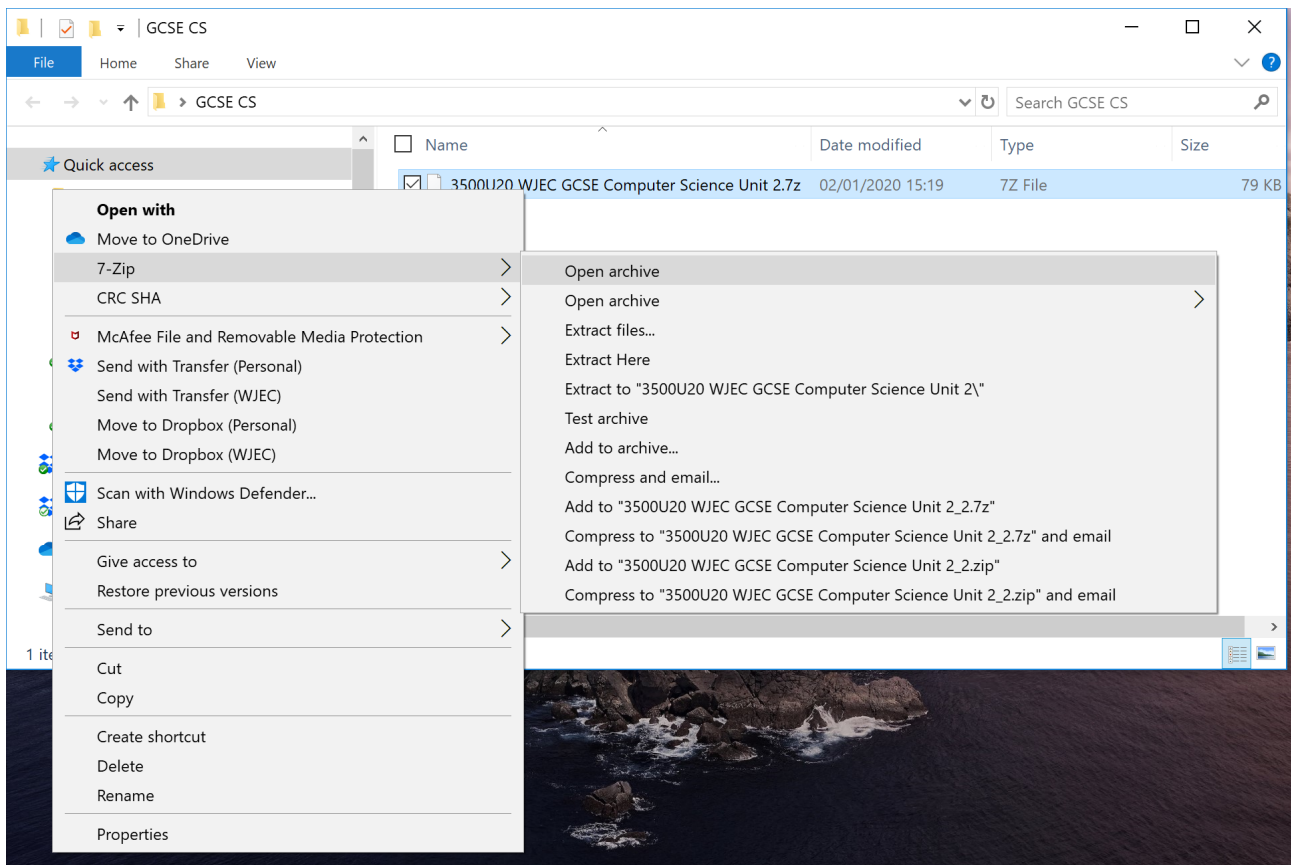 GCSE CS
File Home Share View
GCSE CS Search GCSE CS
Name Date modified Type Size
Quick access
3500U20 WJEC GCSE Computer Science Unit 2.7z 02/01/2020 15:19 7Z File 79 KB
Open with
Move to OneDrive
7-Zip
CRC SHA
McAfee File and Removable Media Protection
Send with Transfer (Personal)
Send with Transfer (WJEC)
Move to Dropbox (Personal)
Move to Dropbox (WJEC)
Scan with Windows Defender...
Share
Give access to
Restore previous versions
Send to
Cut
Copy
Create shortcut
Delete
Rename
Properties
Open archive
Open archive
Extract files...
Extract Here
Extract to "3500U20 WJEC GCSE Computer Science Unit 2\"
Test archive
Add to archive...
Compress and email...
Add to "3500U20 WJEC GCSE Computer Science Unit 2_2.7z"
Compress to "3500U20 WJEC GCSE Computer Science Unit 2_2.7z" and email
Add to "3500U20 WJEC GCSE Computer Science Unit 2_2.zip"
Compress to "3500U20 WJEC GCSE Computer Science Unit 2_2.zip" and email
1 ite